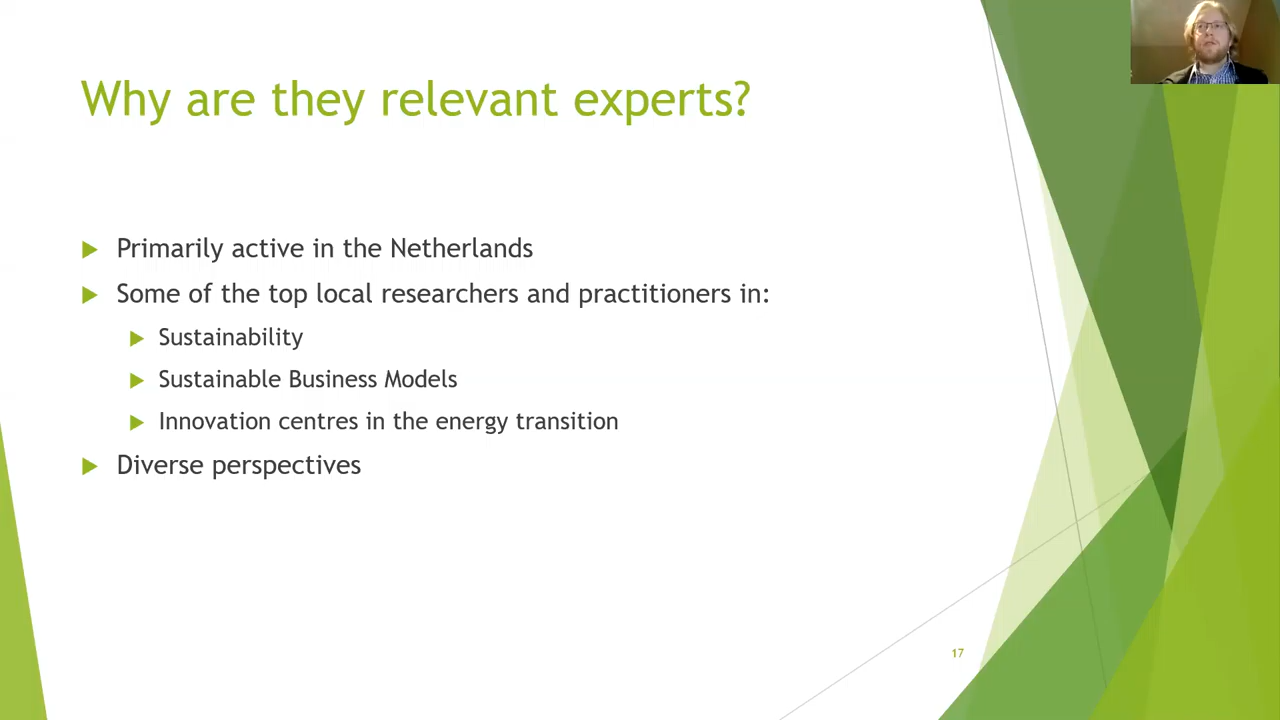 Why are they relevant experts?
Primarily active in the Netherlands
Some of the top local researchers and practitioners in:
Sustainability
Sustainable Business Models
Innovation centres in the energy transition
Diverse perspectives
17